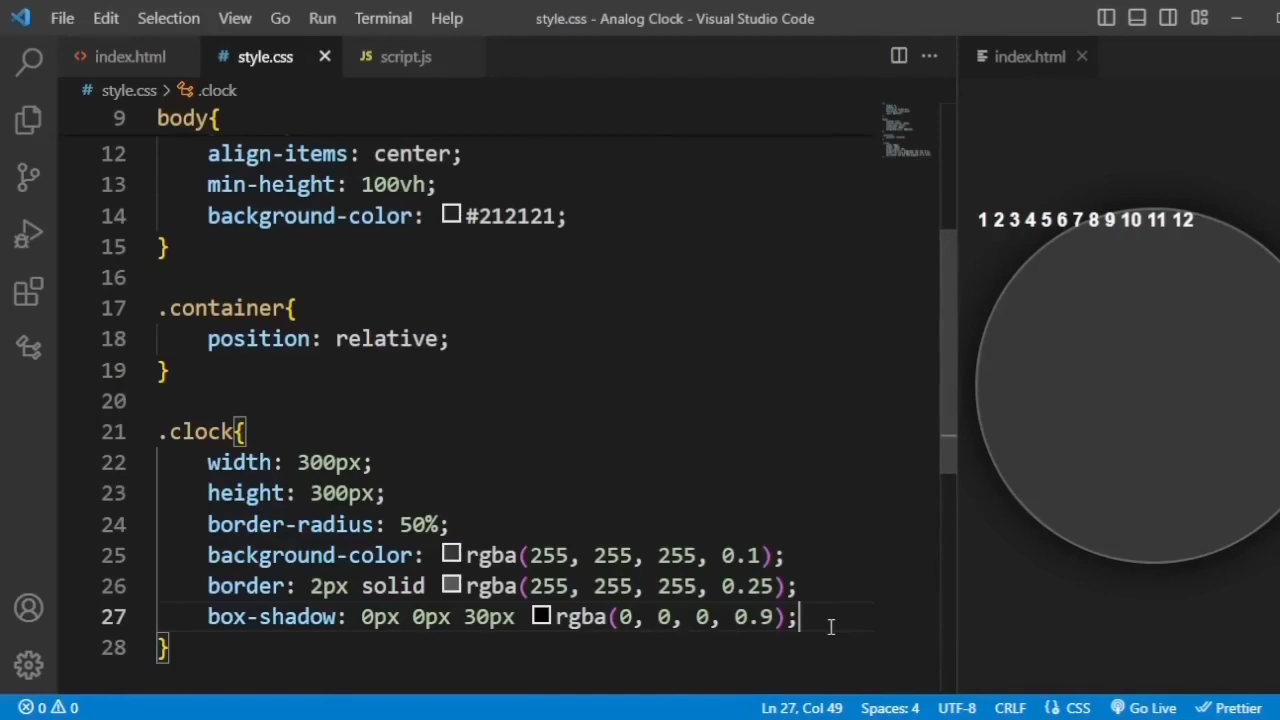 File Edit Selection View Go Run Terminal Help style.css - Analog Clock - Visual Studio Code
index.html # style.css JS script.js index.html
# style.css > .clock
9 body{
12 align-items: center;
13 min-height: 100vh;
14 background-color: #212121;
15 }
16
17 .container{
18 position: relative;
19 }
20
21 .clock{
22 width: 300px;
23 height: 300px;
24 border-radius: 50%;
25 background-color: rgba(255, 255, 255, 0.1);
26 border: 2px solid rgba(255, 255, 255, 0.25);
27 box-shadow: 0px 0px 30px rgba(0, 0, 0, 0.9);
28 }
1 2 3 4 5 6 7 8 9 10 11 12
0 0 Ln 27, Col 49 Spaces: 4 UTF-8 CRLF CSS Go Live Prettier